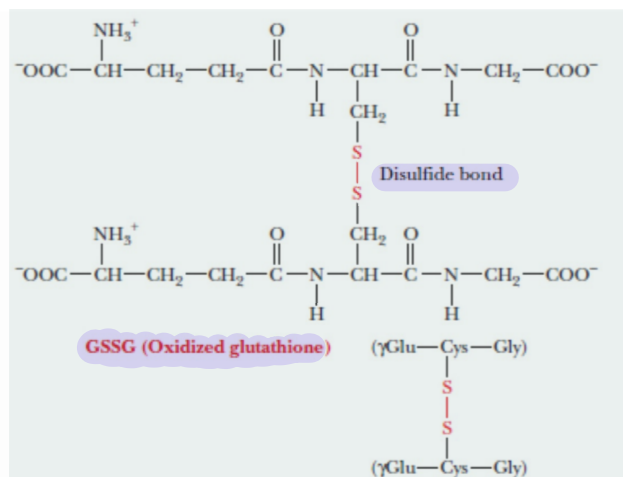 NH₃⁺ O O
⁻OOC—CH—CH₂—CH₂—C—N—CH—C—N—CH₂—COO⁻
H CH₂ H
S
Disulfide bond
S
NH₃⁺ O CH₂ O
⁻OOC—CH—CH₂—CH₂—C—N—CH—C—N—CH₂—COO⁻
H H
GSSG (Oxidized glutathione) (γGlu—Cys—Gly)
S
S
(γGlu—Cys—Gly)